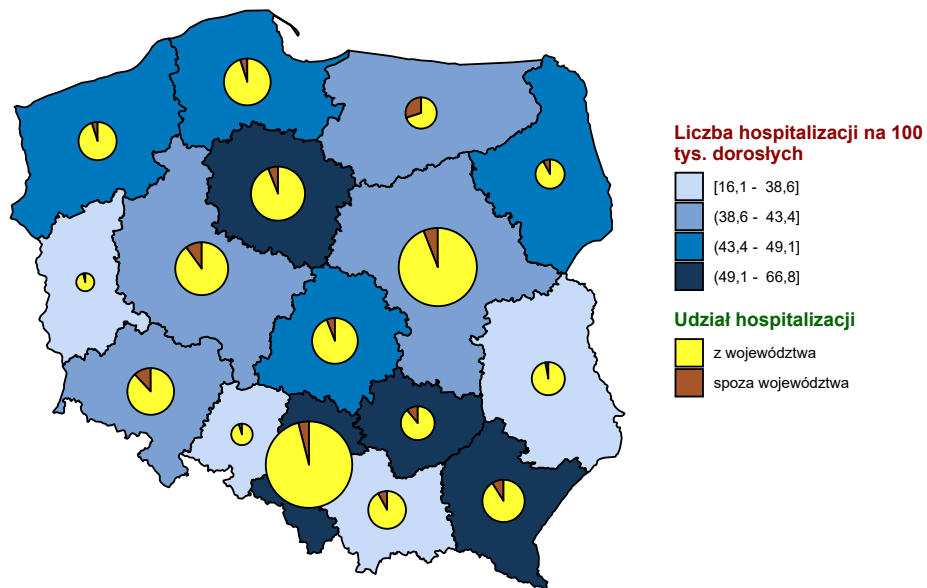 Liczba hospitalizacji na 100
tys. dorosłych
[16,1 - 38,6]
(38,6 - 43,4]
(43,4 - 49,1]
(49,1 - 66,8]
Udział hospitalizacji
z województwa
spoza województwa